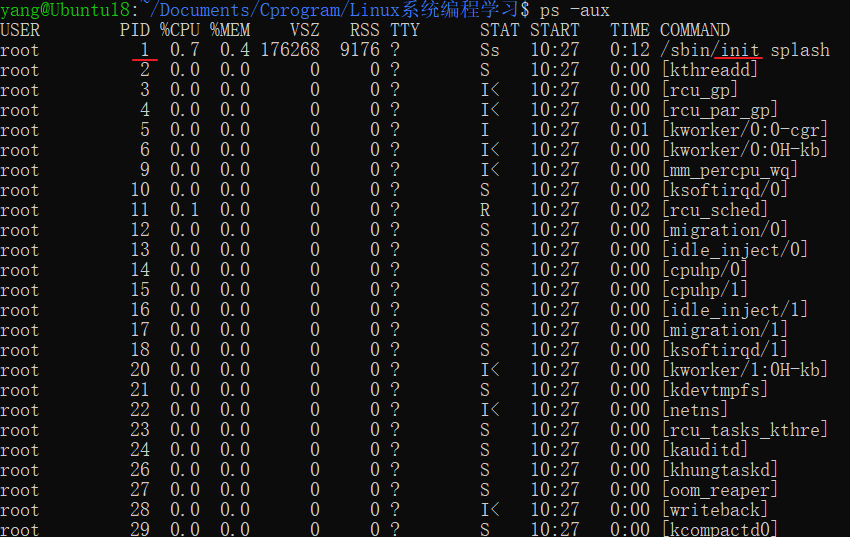 yang@Ubuntu18:~/Documents/Cprogram/Linux系统编程学习$ ps -aux
USER PID %CPU %MEM VSZ RSS TTY STAT START TIME COMMAND
root 1 0.7 0.4 176268 9176 ? Ss 10:27 0:12 /sbin/init splash
root 2 0.0 0.0 0 0 ? S 10:27 0:00 [kthreadd]
root 3 0.0 0.0 0 0 ? I< 10:27 0:00 [rcu_gp]
root 4 0.0 0.0 0 0 ? I< 10:27 0:00 [rcu_par_gp]
root 5 0.0 0.0 0 0 ? I 10:27 0:01 [kworker/0:0-cgr]
root 6 0.0 0.0 0 0 ? I< 10:27 0:00 [kworker/0:0H-kb]
root 9 0.0 0.0 0 0 ? I< 10:27 0:00 [mm_percpu_wq]
root 10 0.0 0.0 0 0 ? S 10:27 0:00 [ksoftirqd/0]
root 11 0.1 0.0 0 0 ? R 10:27 0:02 [rcu_sched]
root 12 0.0 0.0 0 0 ? S 10:27 0:00 [migration/0]
root 13 0.0 0.0 0 0 ? S 10:27 0:00 [idle_inject/0]
root 14 0.0 0.0 0 0 ? S 10:27 0:00 [cpuhp/0]
root 15 0.0 0.0 0 0 ? S 10:27 0:00 [cpuhp/1]
root 16 0.0 0.0 0 0 ? S 10:27 0:00 [idle_inject/1]
root 17 0.0 0.0 0 0 ? S 10:27 0:00 [migration/1]
root 18 0.0 0.0 0 0 ? S 10:27 0:00 [ksoftirqd/1]
root 20 0.0 0.0 0 0 ? I< 10:27 0:00 [kworker/1:0H-kb]
root 21 0.0 0.0 0 0 ? S 10:27 0:00 [kdevtmpfs]
root 22 0.0 0.0 0 0 ? I< 10:27 0:00 [netns]
root 23 0.0 0.0 0 0 ? S 10:27 0:00 [rcu_tasks_kthre]
root 24 0.0 0.0 0 0 ? S 10:27 0:00 [kauditd]
root 26 0.0 0.0 0 0 ? S 10:27 0:00 [khungtaskd]
root 27 0.0 0.0 0 0 ? S 10:27 0:00 [oom_reaper]
root 28 0.0 0.0 0 0 ? I< 10:27 0:00 [writeback]
root 29 0.0 0.0 0 0 ? S 10:27 0:00 [kcompactd0]